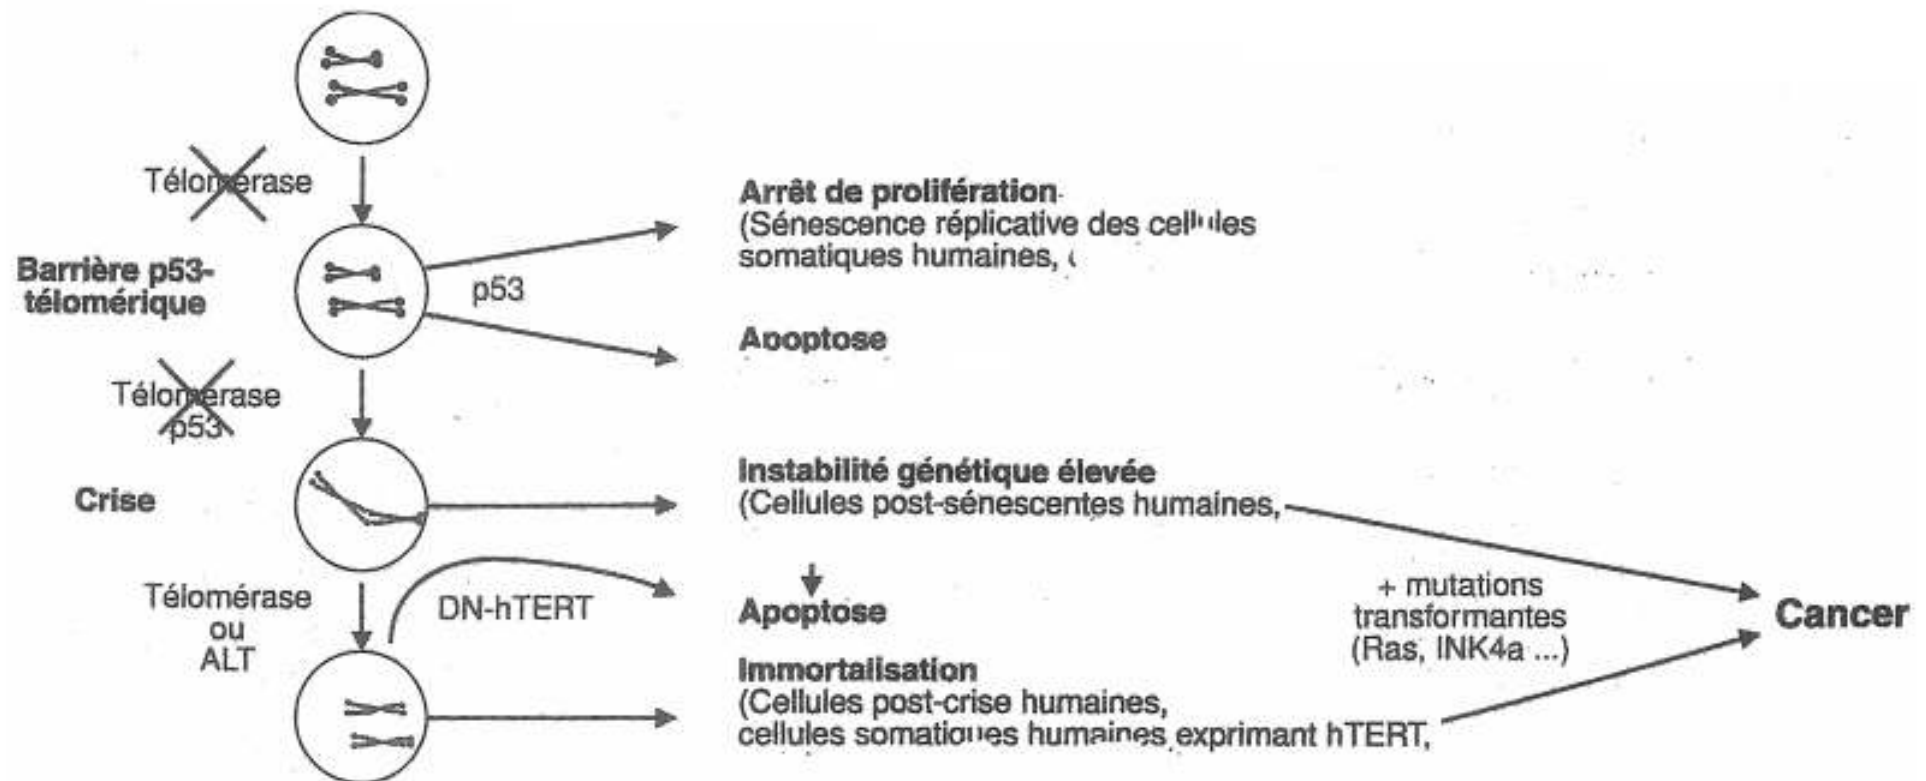 Télomérase
Arrêt de prolifération
(Sénescence réplicative des cellules
somatiques humaines,
Barrière p53-
télomérique
p53
Apoptose
Télomérase
p53
Crise
Instabilité génétique élevée
(Cellules post-sénescentes humaines,
Télomérase
ou
ALT
DN-hTERT
Apoptose
Immortalisation
(Cellules post-crise humaines,
cellules somatiques humaines exprimant hTERT,
+ mutations
transformantes
(Ras, INK4a ...)
Cancer